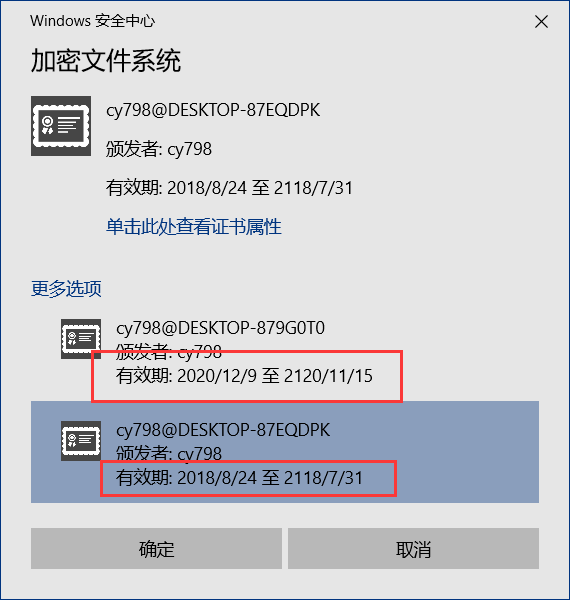 Windows 安全中心
加密文件系统
cy798@DESKTOP-87EQDPK
颁发者: cy798
有效期: 2018/8/24 至 2118/7/31
单击此处查看证书属性
更多选项
cy798@DESKTOP-879G0T0
颁发者: cy798
有效期: 2020/12/9 至 2120/11/15
cy798@DESKTOP-87EQDPK
颁发者: cy798
有效期: 2018/8/24 至 2118/7/31
确定
取消